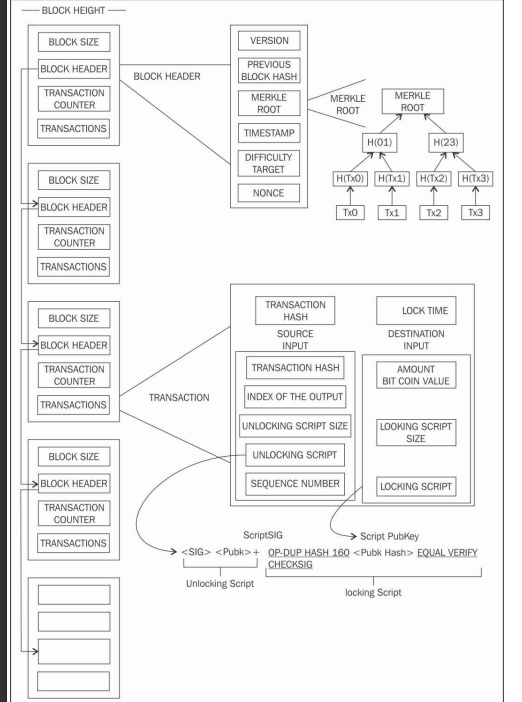 BLOCK HEIGHT
BLOCK SIZE
BLOCK HEADER
TRANSACTION
COUNTER
TRANSACTIONS
BLOCK HEADER
VERSION
PREVIOUS
BLOCK HASH
MERKLE
ROOT
TIMESTAMP
DIFFICULTY
TARGET
NONCE
MERKLE
ROOT
MERKLE
ROOT
H(01)
H(23)
H(Tx0)
H(Tx1)
H(Tx2)
H(Tx3)
Tx0
Tx1
Tx2
Tx3
BLOCK SIZE
BLOCK HEADER
TRANSACTION
COUNTER
TRANSACTIONS
BLOCK SIZE
BLOCK HEADER
TRANSACTION
COUNTER
TRANSACTIONS
TRANSACTION
TRANSACTION
HASH
LOCK TIME
SOURCE
INPUT
DESTINATION
INPUT
TRANSACTION HASH
INDEX OF THE OUTPUT
UNLOCKING SCRIPT SIZE
UNLOCKING SCRIPT
SEQUENCE NUMBER
AMOUNT
BIT COIN VALUE
LOOKING SCRIPT
SIZE
LOCKING SCRIPT
BLOCK SIZE
BLOCK HEADER
TRANSACTION
COUNTER
TRANSACTIONS
ScriptSIG
Script PubKey
<SIG> <Pubk>+ OP-DUP HASH 160 <Pubk Hash> EQUAL VERIFY
CHECKSIG
Unlocking Script
locking Script